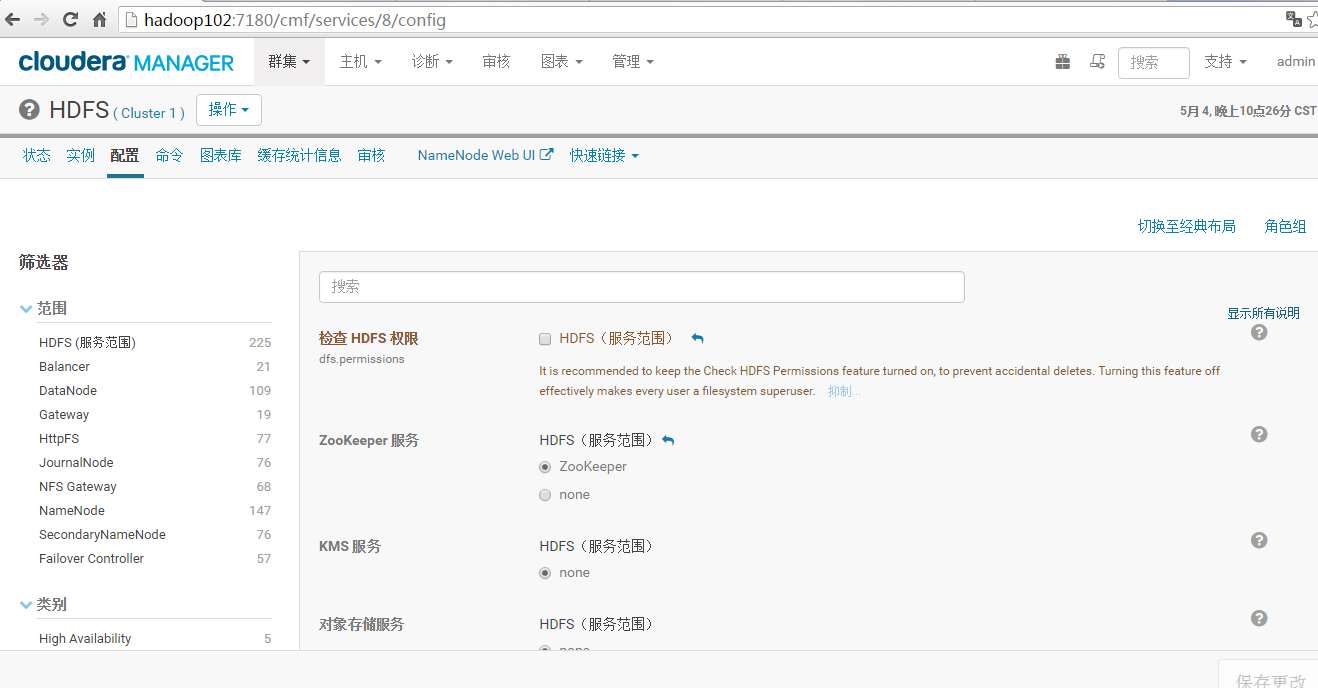 hadoop102:7180/cmf/services/8/config
cloudera MANAGER 群集 主机 诊断 审核 图表 管理 搜索 支持 admin
HDFS ( Cluster 1 ) 操作 5月 4, 晚上10点26分 CST
状态 实例 配置 命令 图表库 缓存统计信息 审核 NameNode Web UI 快速链接
切换至经典布局 角色组
筛选器
搜索
范围
显示所有说明
检查 HDFS 权限 HDFS（服务范围）
dfs.permissions
It is recommended to keep the Check HDFS Permissions feature turned on, to prevent accidental deletes. Turning this feature off
effectively makes every user a filesystem superuser. 抑制...
HDFS (服务范围) 225
Balancer 21
DataNode 109
Gateway 19
HttpFS 77
JournalNode 76
NFS Gateway 68
NameNode 147
SecondaryNameNode 76
Failover Controller 57
ZooKeeper 服务 HDFS（服务范围）
ZooKeeper
none
KMS 服务 HDFS（服务范围）
none
类别
High Availability 5
对象存储服务 HDFS（服务范围）
none
保存更改